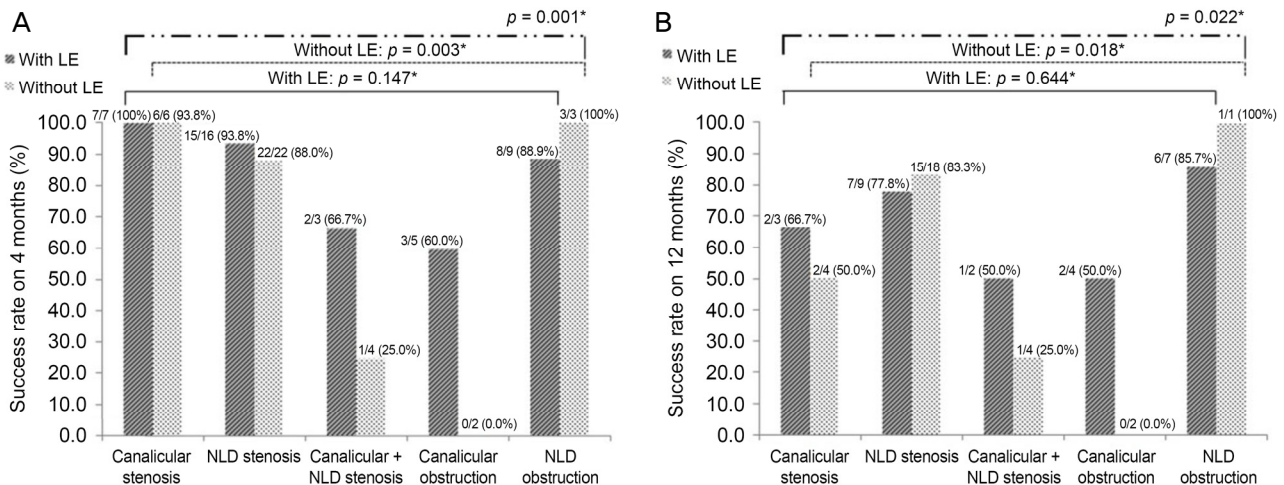 A
p = 0.001*
Without LE: p = 0.003*
With LE: p = 0.147*
With LE
Without LE
7/7 (100%)
6/6 (93.8%)
15/16 (93.8%)
22/22 (88.0%)
2/3 (66.7%)
1/4 (25.0%)
3/5 (60.0%)
0/2 (0.0%)
8/9 (88.9%)
3/3 (100%)
Success rate on 4 months (%)
100.0
90.0
80.0
70.0
60.0
50.0
40.0
30.0
20.0
10.0
0.0
Canalicular
stenosis
NLD stenosis
Canalicular +
NLD stenosis
Canalicular
obstruction
NLD
obstruction
B
p = 0.022*
Without LE: p = 0.018*
With LE: p = 0.644*
With LE
Without LE
2/3 (66.7%)
2/4 (50.0%)
7/9 (77.8%)
15/18 (83.3%)
1/2 (50.0%)
1/4 (25.0%)
2/4 (50.0%)
0/2 (0.0%)
6/7 (85.7%)
1/1 (100%)
Success rate on 12 months (%)
100.0
90.0
80.0
70.0
60.0
50.0
40.0
30.0
20.0
10.0
0.0
Canalicular
stenosis
NLD stenosis
Canalicular +
NLD stenosis
Canalicular
obstruction
NLD
obstruction